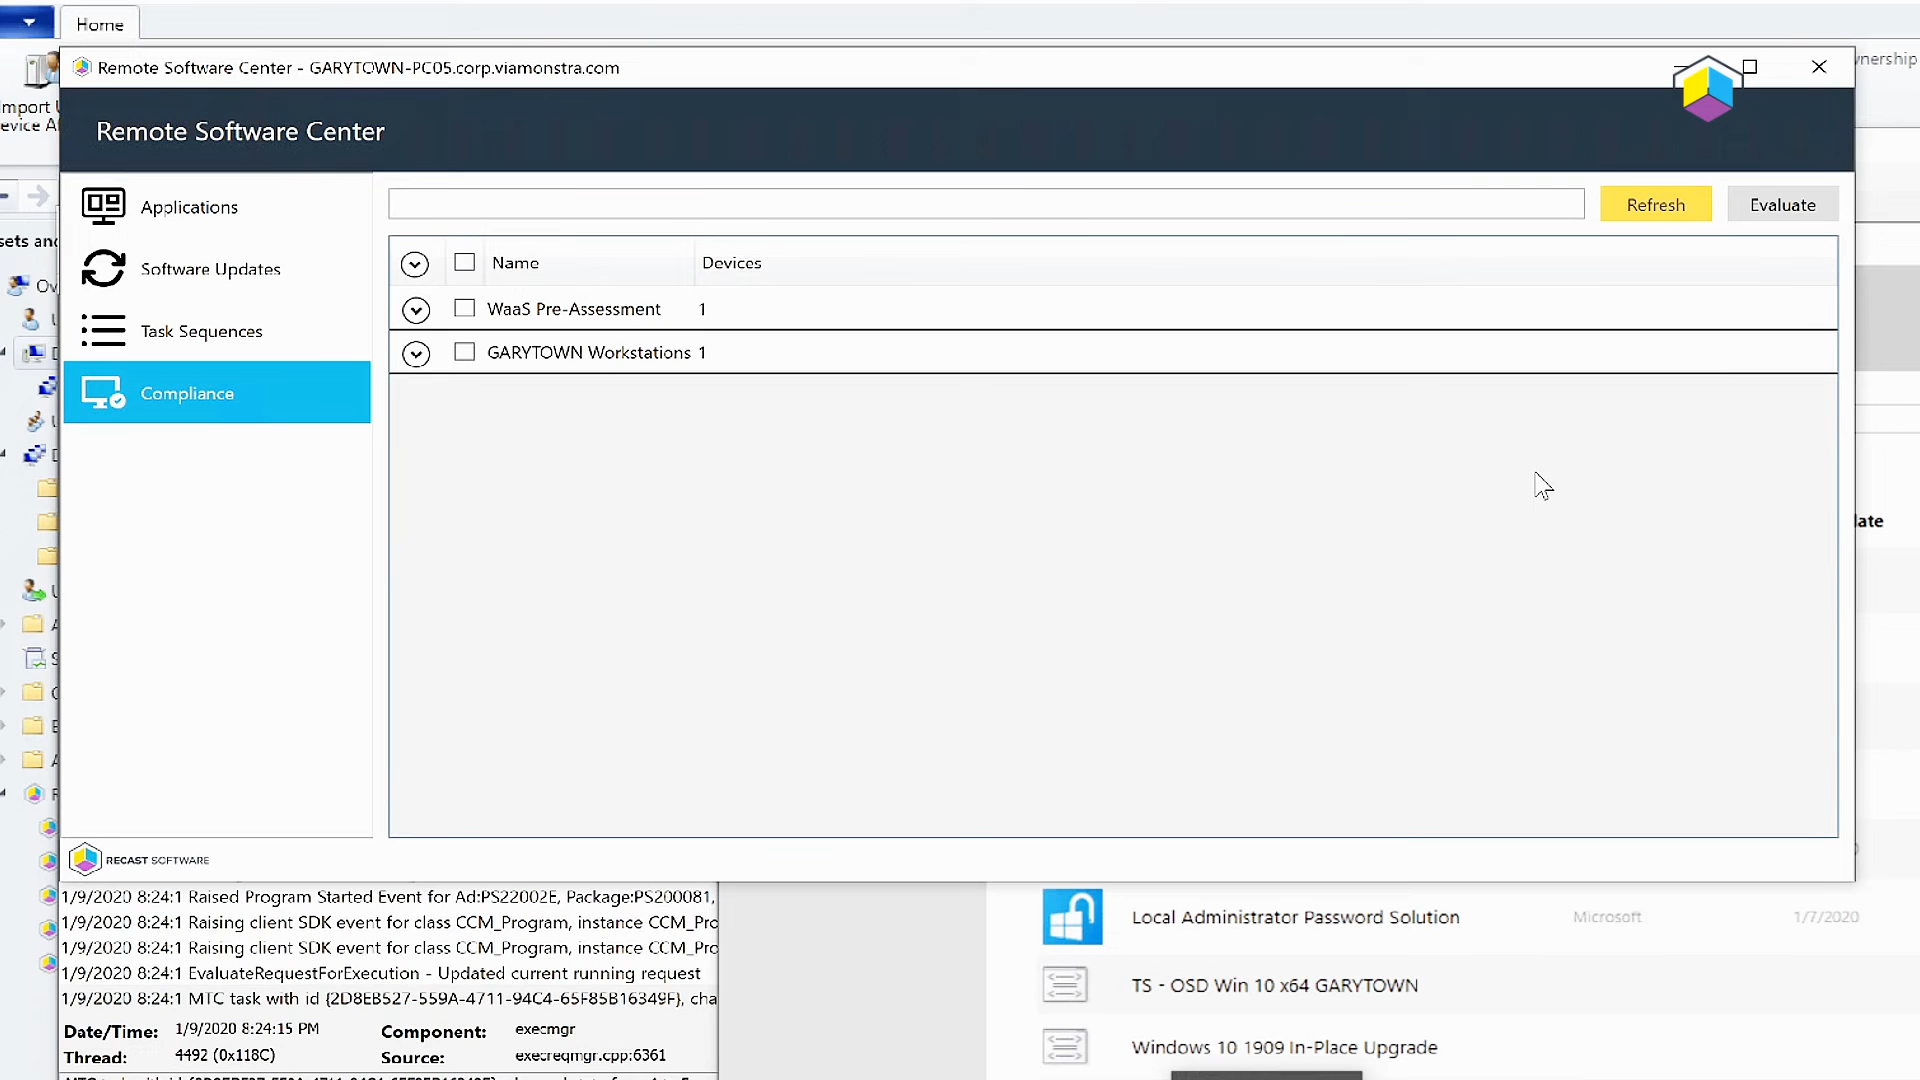 Home
nership
Remote Software Center - GARYTOWN-PC05.corp.viamonstra.com
Import
evice
Remote Software Center
Applications
Refresh
Evaluate
sets and
Software Updates
Name
Devices
WaaS Pre-Assessment
1
Task Sequences
GARYTOWN Workstations
1
Compliance
late
RECAST SOFTWARE
1/9/2020 8:24:1 Raised Program Started Event for Ad:PS22002E, Package:PS200081,
1/9/2020 8:24:1 Raising client SDK event for class CCM_Program, instance CCM_Pro
1/9/2020 8:24:1 Raising client SDK event for class CCM_Program, instance CCM_Pro
1/9/2020 8:24:1 EvaluateRequestForExecution - Updated current running request
1/9/2020 8:24:1 MTC task with id {2D8EB527-559A-4711-94C4-65F85B16349F}, cha
Date/Time: 1/9/2020 8:24:15 PM Component: execmgr
Thread: 4492 (0x118C) Source: execreqmgr.cpp:6361
Local Administrator Password Solution Microsoft 1/7/2020
TS - OSD Win 10 x64 GARYTOWN
Windows 10 1909 In-Place Upgrade